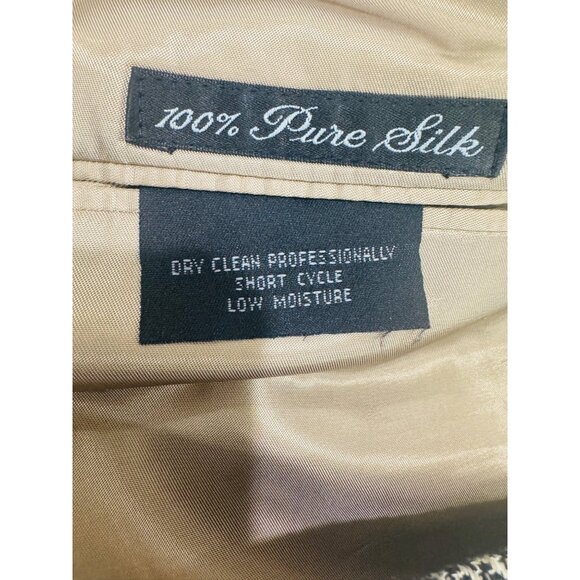 100% Pure Silk
DRY CLEAN PROFESSIONALLY
SHORT CYCLE
LOW MOISTURE